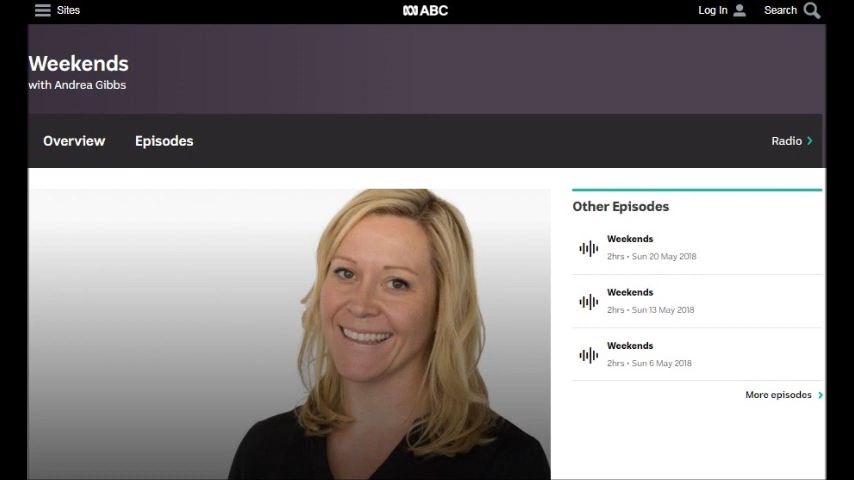 Sites
ABC
Log In
Search
Weekends
with Andrea Gibbs
Overview
Episodes
Radio
Other Episodes
Weekends
2hrs • Sun 20 May 2018
Weekends
2hrs • Sun 13 May 2018
Weekends
2hrs • Sun 6 May 2018
More episodes